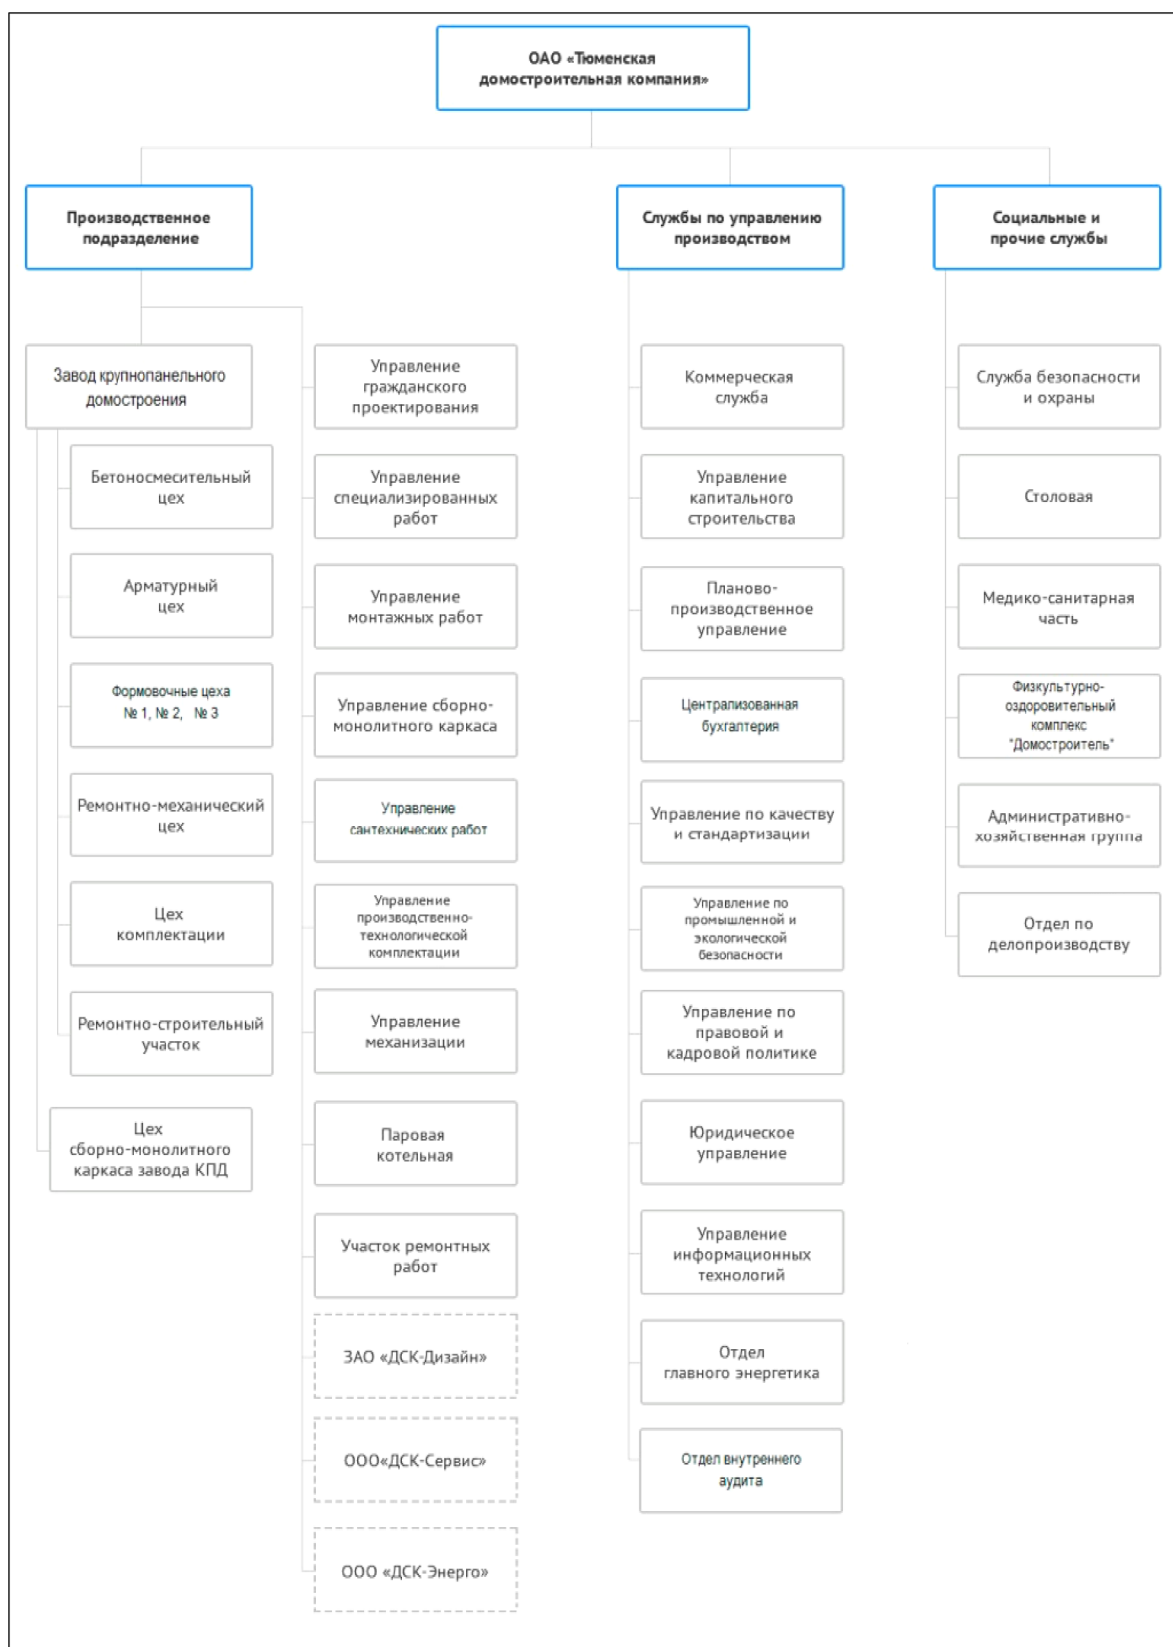 ОАО «Тюменская
домостроительная компания»
Производственное
подразделение
Службы по управлению
производством
Социальные и
прочие службы
Завод крупнопанельного
домостроения
Бетоносмесительный
цех
Арматурный
цех
Формовочные цеха
№ 1, № 2, № 3
Ремонтно-механический
цех
Цех
комплектации
Ремонтно-строительный
участок
Цех
сборно-монолитного
каркаса завода КПД
Управление
гражданского
проектирования
Управление
специализированных
работ
Управление
монтажных работ
Управление сборно-
монолитного каркаса
Управление
сантехнических работ
Управление
производственно-
технологической
комплектации
Управление
механизации
Паровая
котельная
Участок ремонтных
работ
ЗАО «ДСК-Дизайн»
ООО«ДСК-Сервис»
ООО «ДСК-Энерго»
Коммерческая
служба
Управление
капитального
строительства
Планово-
производственное
управление
Централизованная
бухгалтерия
Управление по качеству
и стандартизации
Управление по
промышленной и
экологической
безопасности
Управление по
правовой и
кадровой политике
Юридическое
управление
Управление
информационных
технологий
Отдел
главного энергетика
Отдел внутреннего
аудита
Служба безопасности
и охраны
Столовая
Медико-санитарная
часть
Физкультурно-
оздоровительный
комплекс
"Домостроитель"
Административно-
хозяйственная группа
Отдел по
делопроизводству